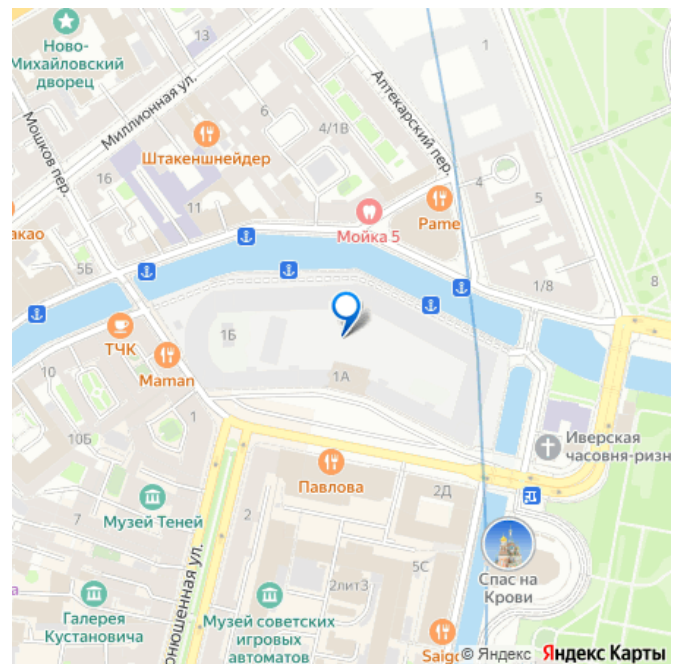 Ново-
Михайловский
дворец
13
1
Миллионная ул.
Аптекарский пер.
6
4/1В
Мошков пер.
Штакеншнейдер
16
11
4
5
Мойка 5
Pame
акао
5Б
8
1/8
1Б
ТЧК
Maman
1А
10
1
10Б
Иверская
часовня-ризн
Павлова
2Д
7
Музей Теней
2
Спас на
Крови
5С
2лит3
онюшенная ул.
а
Галерея
Кустановича
Музей советских
игровых
автоматов
Saigo
© Яндекс Яндекс Карты